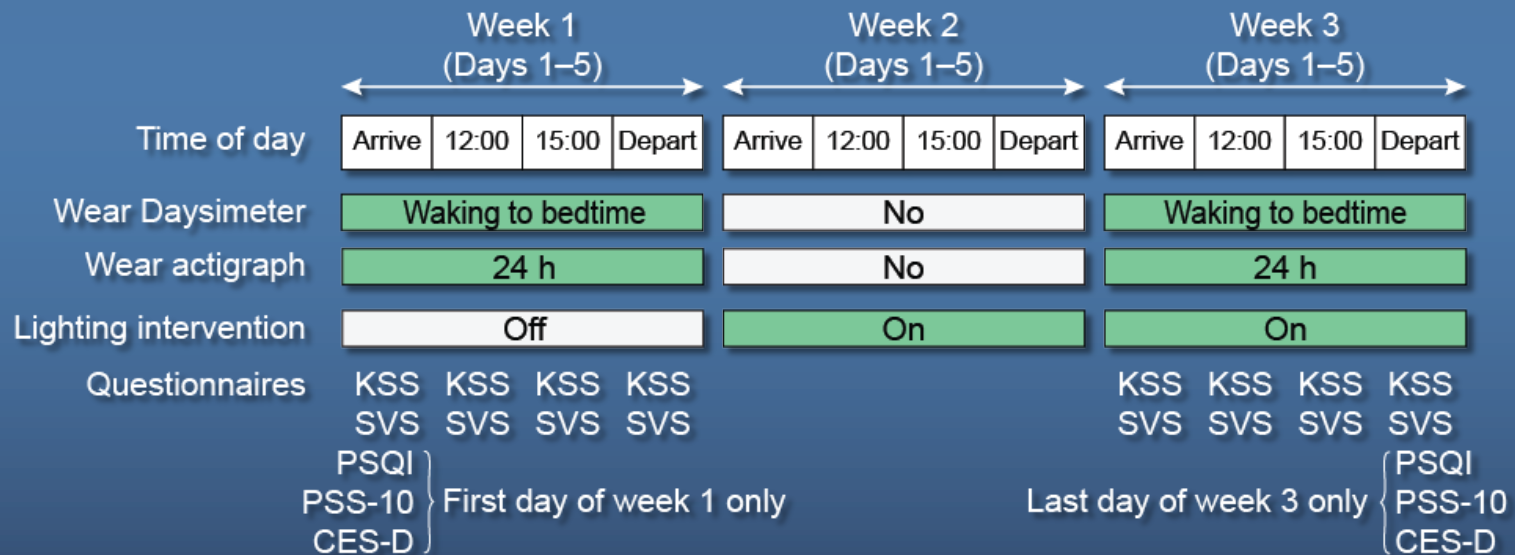 Week 1 Week 2 Week 3
(Days 1–5) (Days 1–5) (Days 1–5)
Time of day Arrive 12:00 15:00 Depart Arrive 12:00 15:00 Depart Arrive 12:00 15:00 Depart
Wear Daysimeter Waking to bedtime No Waking to bedtime
Wear actigraph 24 h No 24 h
Lighting intervention Off On On
Questionnaires KSS KSS KSS KSS KSS KSS KSS KSS
SVS SVS SVS SVS SVS SVS SVS SVS
PSQI PSQI
PSS-10 First day of week 1 only Last day of week 3 only PSS-10
CES-D CES-D